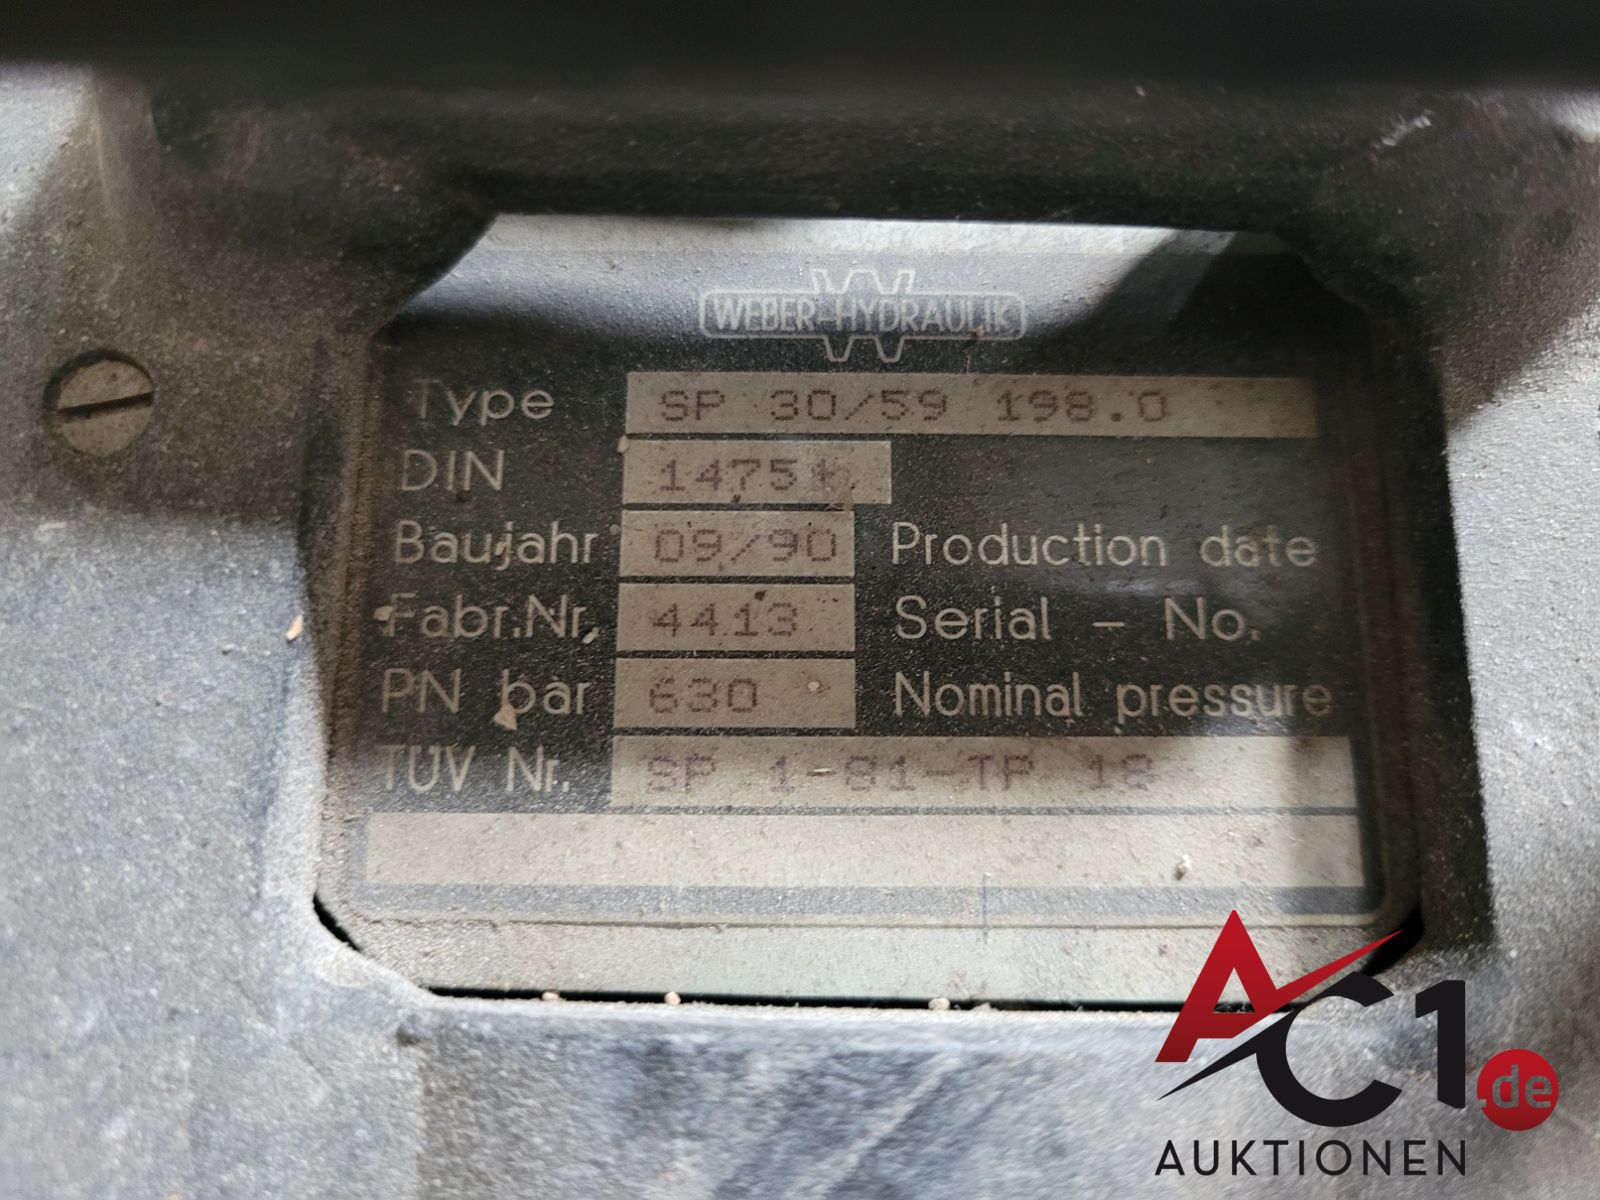 WEBER-HYDRAULIK
Type SP 30/59 198.0
DIN 14751
Baujahr 09/90 Production date
Fabr.Nr. 4413 Serial - No.
PN bar 630 Nominal pressure
TÜV Nr. SP 1-81-TP 18
AC1.de
AUKTIONEN